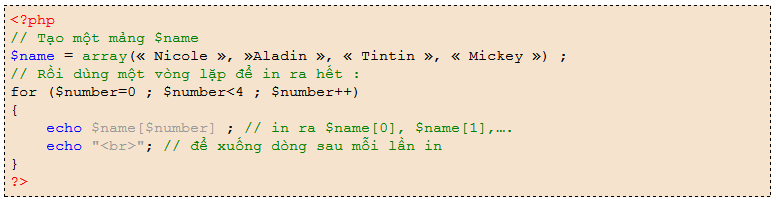 <?php
// Tạo một mảng $name
$name = array(« Nicole », »Aladin », « Tintin », « Mickey ») ;
// Rồi dùng một vòng lặp để in ra hết :
for ($number=0 ; $number<4 ; $number++)
{
    echo $name[$number] ; // in ra $name[0], $name[1],….
    echo "<br>"; // để xuống dòng sau mỗi lần in
}
?>